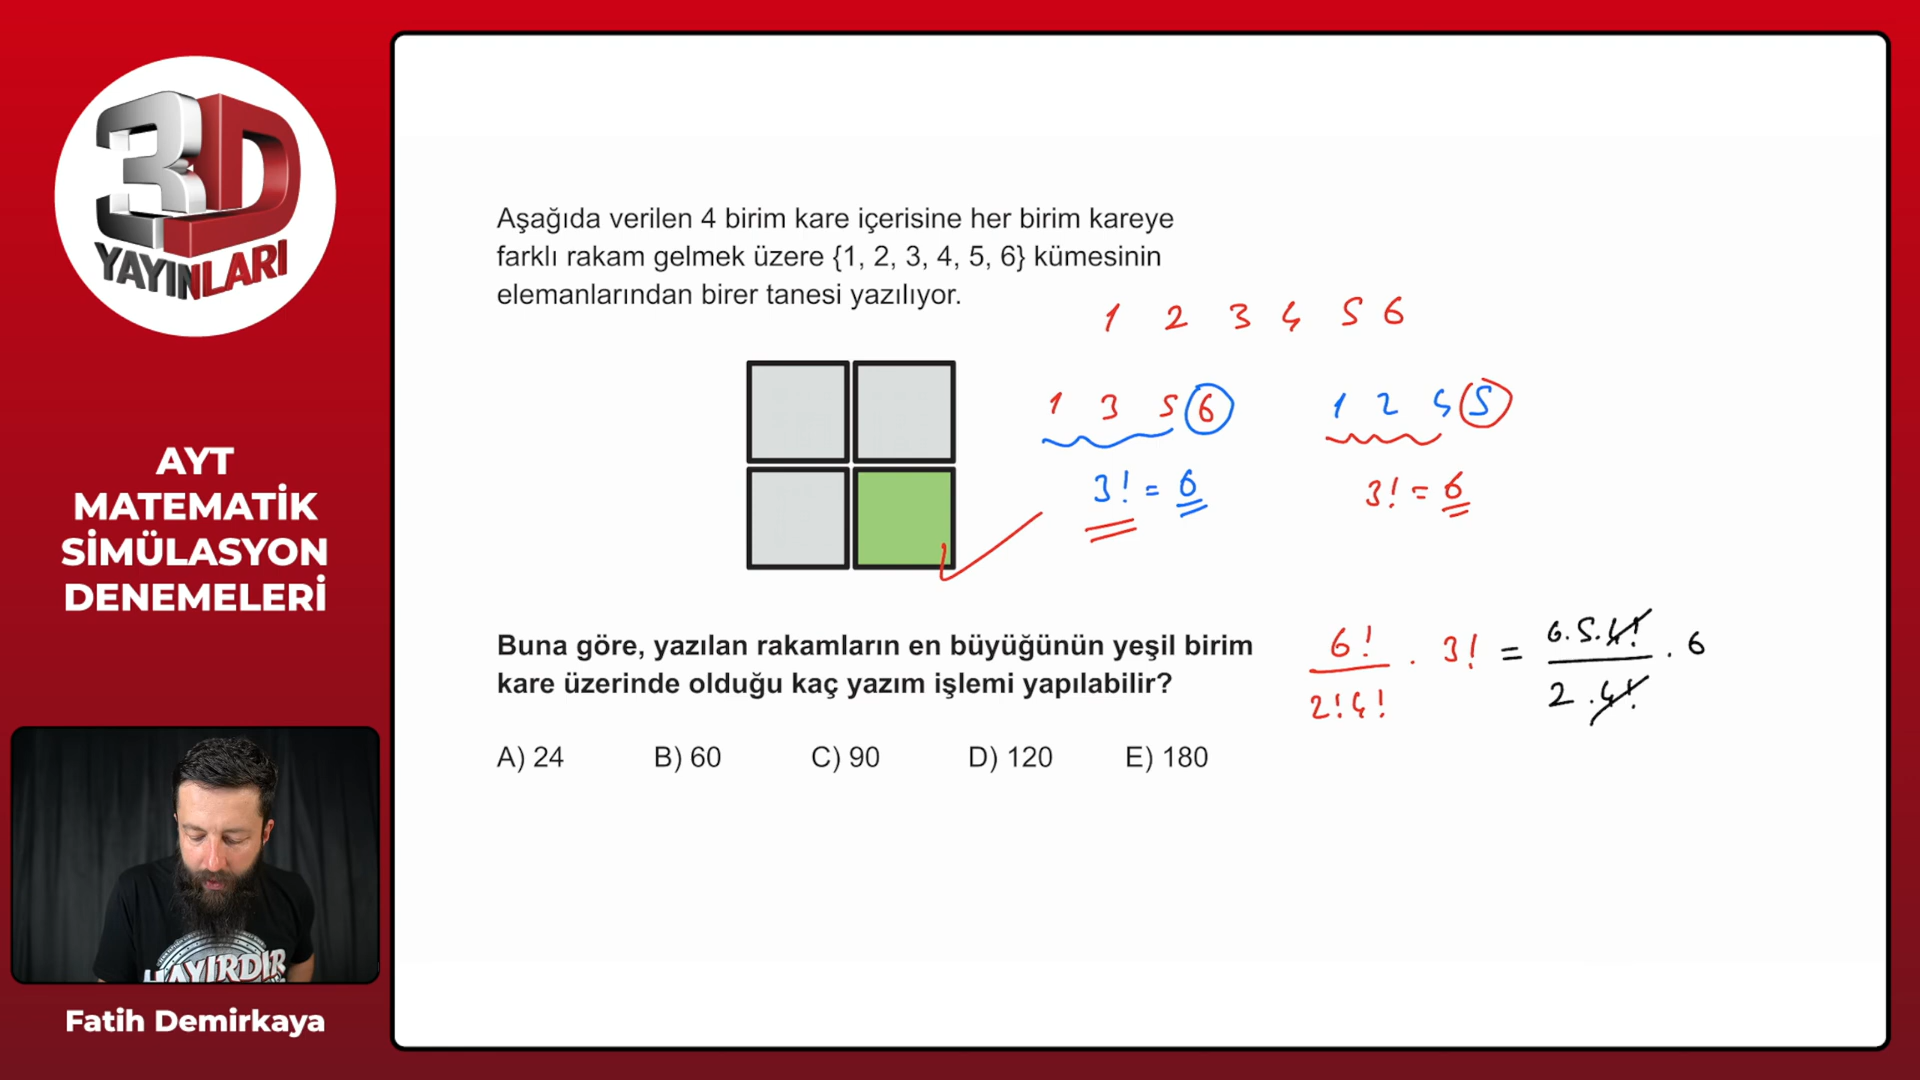 3D
YAYINLARI
AYT
MATEMATİK
SİMÜLASYON
DENEMELERİ
HAYIRDIR
Fatih Demirkaya
Aşağıda verilen 4 birim kare içerisine her birim kareye
farklı rakam gelmek üzere {1, 2, 3, 4, 5, 6} kümesinin
elemanlarından birer tanesi yazılıyor.
1 2 3 4 5 6
1 3 5 6
3! = 6
1 2 4 5
3! = 6
Buna göre, yazılan rakamların en büyüğünün yeşil birim
kare üzerinde olduğu kaç yazım işlemi yapılabilir?
6!/2!4! . 3! = 6.5.4!/2.4! . 6
A) 24 B) 60 C) 90 D) 120 E) 180